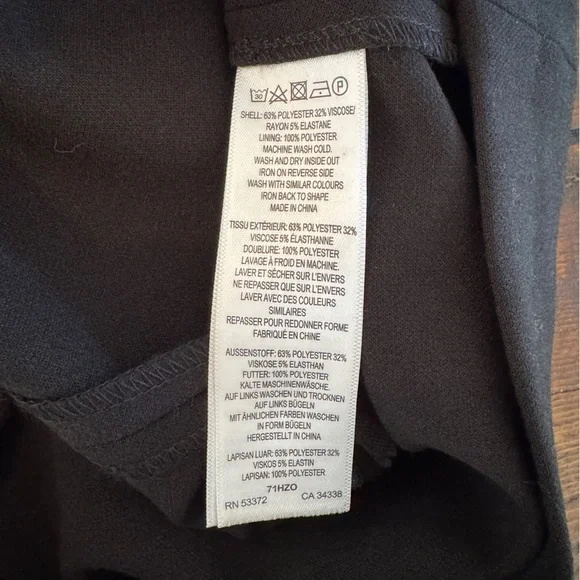 30 P
SHELL: 63% POLYESTER 32% VISCOSE/
RAYON 5% ELASTANE
LINING: 100% POLYESTER
MACHINE WASH COLD.
WASH AND DRY INSIDE OUT
IRON ON REVERSE SIDE
WASH WITH SIMILAR COLOURS
IRON BACK TO SHAPE
MADE IN CHINA
TISSU EXTÉRIEUR: 63% POLYESTER 32%
VISCOSE 5% ÉLASTHANNE
DOUBLURE: 100% POLYESTER
LAVAGE À FROID EN MACHINE.
LAVER ET SÉCHER SUR L'ENVERS
NE REPASSER QUE SUR L'ENVERS
LAVER AVEC DES COULEURS
SIMILAIRES
REPASSER POUR REDONNER FORME
FABRIQUÉ EN CHINE
AUSSENSTOFF: 63% POLYESTER 32%
VISKOSE 5% ELASTHAN
FUTTER: 100% POLYESTER
KALTE MASCHINENWÄSCHE.
AUF LINKS WASCHEN UND TROCKNEN
AUF LINKS BÜGELN
MIT ÄHNLICHEN FARBEN WASCHEN
IN FORM BÜGELN
HERGESTELLT IN CHINA
LAPISAN LUAR: 63% POLYESTER 32%
VISKOS 5% ELASTIN
LAPISAN: 100% POLYESTER
71HZO
RN 53372 CA 34338